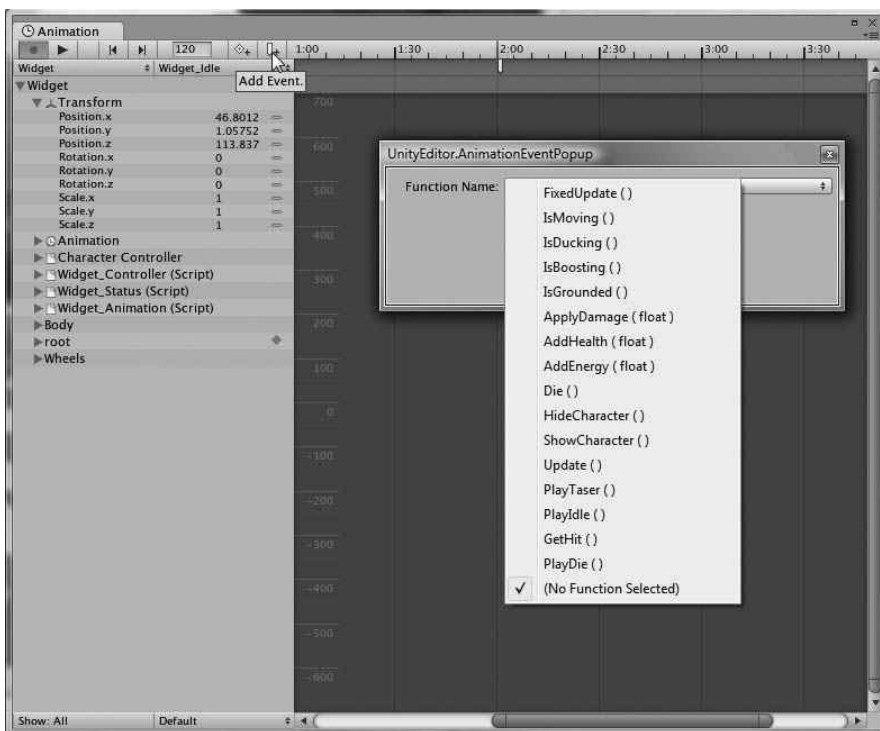 Animation
120
1:00 1:30 2:00 2:30 3:00 3:30
Widget Widget_Idle
Add Event.
Widget
Transform
Position.x 46.8012
Position.y 1.05752
Position.z 113.837
Rotation.x 0
Rotation.y 0
Rotation.z 0
Scale.x 1
Scale.y 1
Scale.z 1
Animation
Character Controller
Widget_Controller (Script)
Widget_Status (Script)
Widget_Animation (Script)
Body
root
Wheels
700
600
500
400
300
200
100
0
-100
-200
-300
-400
-500
-600
UnityEditor.AnimationEventPopup
Function Name:
FixedUpdate ( )
IsMoving ( )
IsDucking ( )
IsBoosting ( )
IsGrounded ( )
ApplyDamage ( float )
AddHealth ( float )
AddEnergy ( float )
Die ( )
HideCharacter ( )
ShowCharacter ( )
Update ( )
PlayTaser ( )
PlayIdle ( )
GetHit ( )
PlayDie ( )
(No Function Selected)
Show: All Default